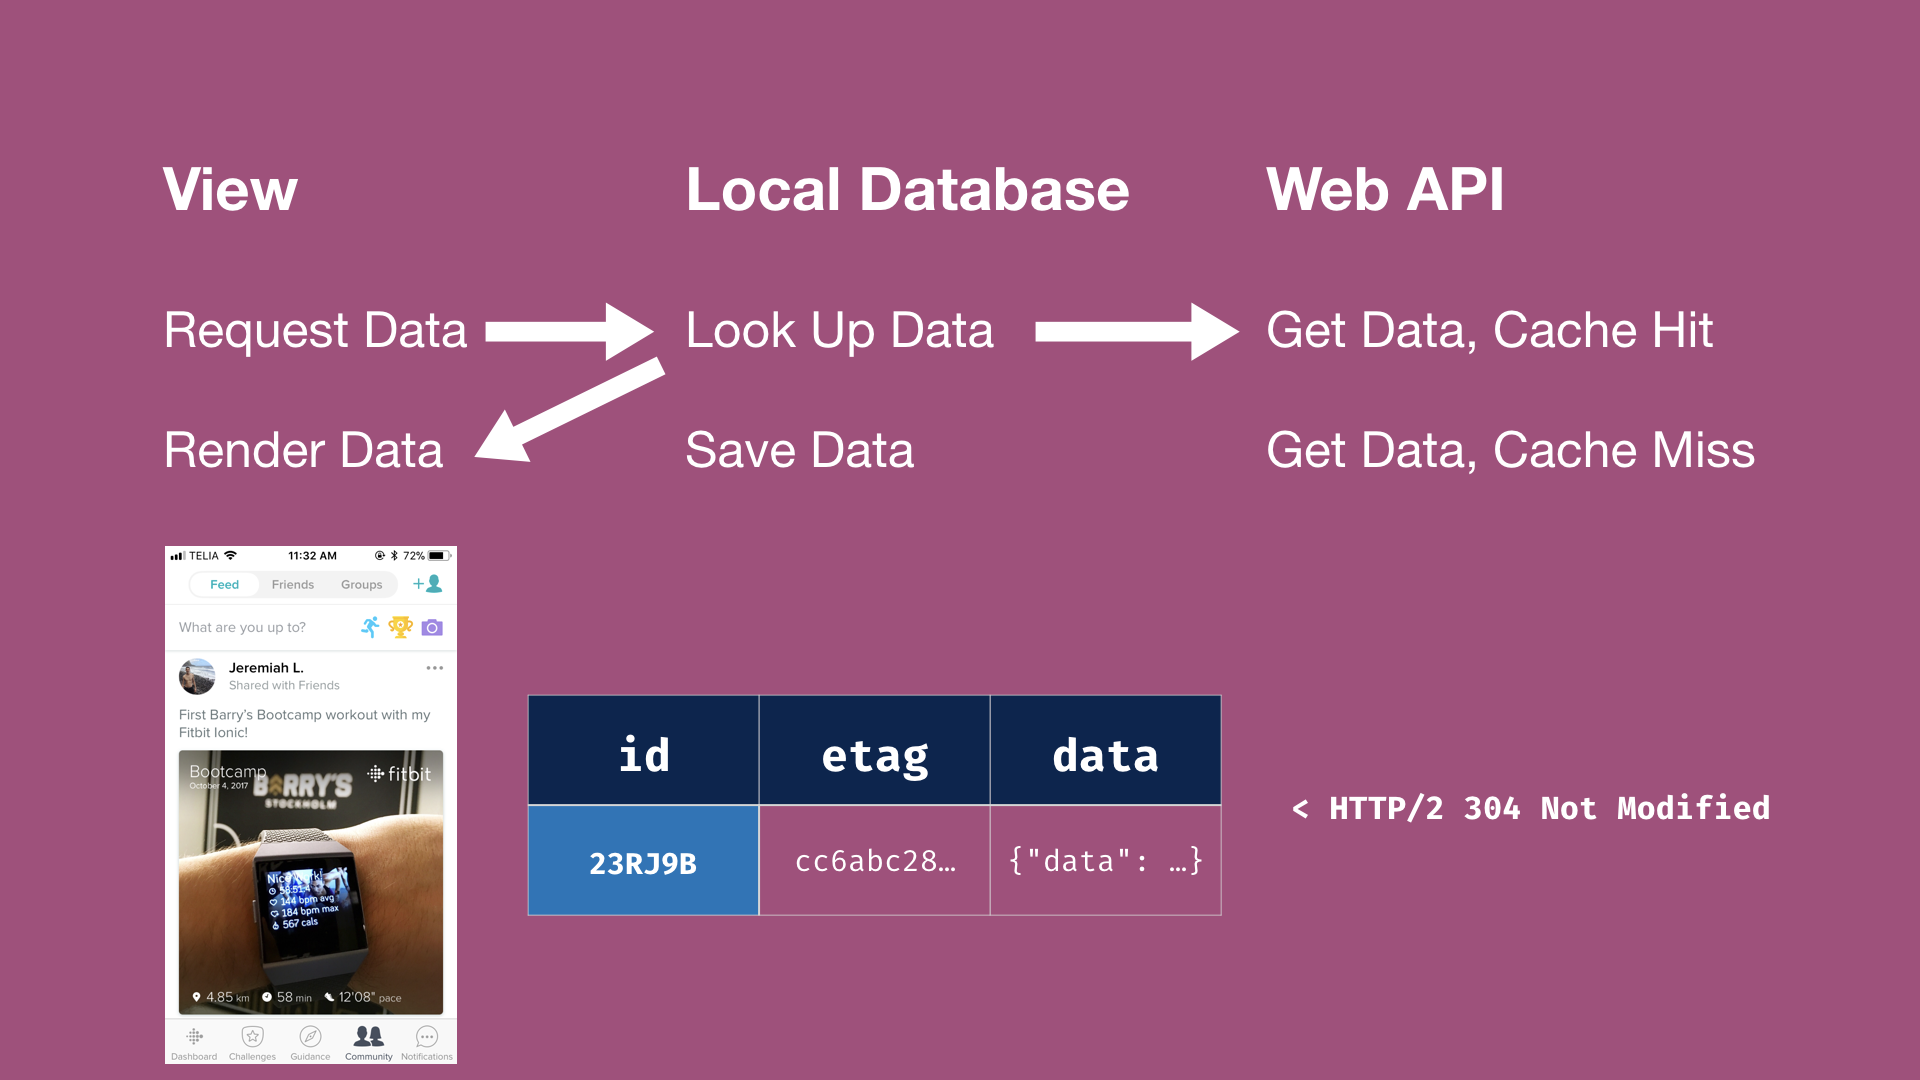 View
Local Database
Web API
Request Data
Look Up Data
Get Data, Cache Hit
Render Data
Save Data
Get Data, Cache Miss
TELIA
11:32 AM
72%
Feed
Friends
Groups
+
What are you up to?
Jeremiah L.
Shared with Friends
First Barry's Bootcamp workout with my
Fitbit Ionic!
Bootcamp
October 4, 2017
fitbit
BARRY'S
STOCKHOLM
Nice Work!
58:51.4
144 bpm avg
184 bpm max
567 cals
4.85 km
58 min
12'08" pace
Dashboard
Challenges
Guidance
Community
Notifications
id
etag
data
23RJ9B
cc6abc28…
{"data": …}
< HTTP/2 304 Not Modified